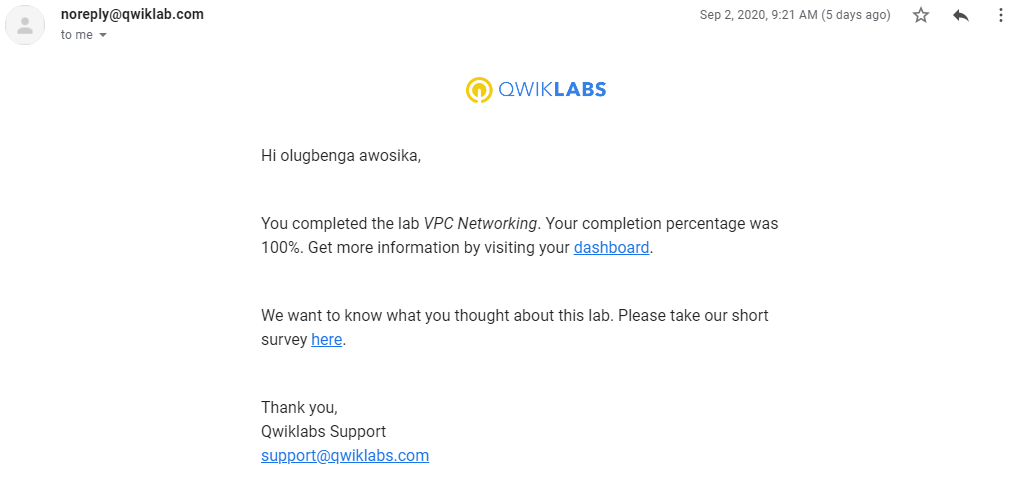 noreply@qwiklab.com
Sep 2, 2020, 9:21 AM (5 days ago)
to me
QWIKLABS
Hi olugbenga awosika,
You completed the lab VPC Networking. Your completion percentage was
100%. Get more information by visiting your dashboard.
We want to know what you thought about this lab. Please take our short
survey here.
Thank you,
Qwiklabs Support
support@qwiklabs.com